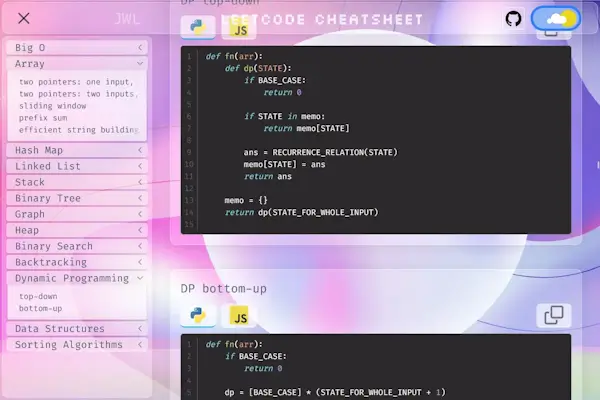 DP top-down
JWL
LEETCODE CHEATSHEET
JS
Big O
Array
two pointers: one input,
two pointers: two inputs,
sliding window
prefix sum
efficient string building
Hash Map
Linked List
Stack
Binary Tree
Graph
Heap
Binary Search
Backtracking
Dynamic Programming
top-down
bottom-up
Data Structures
Sorting Algorithms
1 def fn(arr):
2 def dp(STATE):
3 if BASE_CASE:
4 return 0
5
6 if STATE in memo:
7 return memo[STATE]
8
9 ans = RECURRENCE_RELATION(STATE)
10 memo[STATE] = ans
11 return ans
12
13 memo = {}
14 return dp(STATE_FOR_WHOLE_INPUT)
15
DP bottom-up
JS
1 def fn(arr):
2 if BASE_CASE:
3 return 0
4
5 dp = [BASE_CASE] * (STATE_FOR_WHOLE_INPUT + 1)